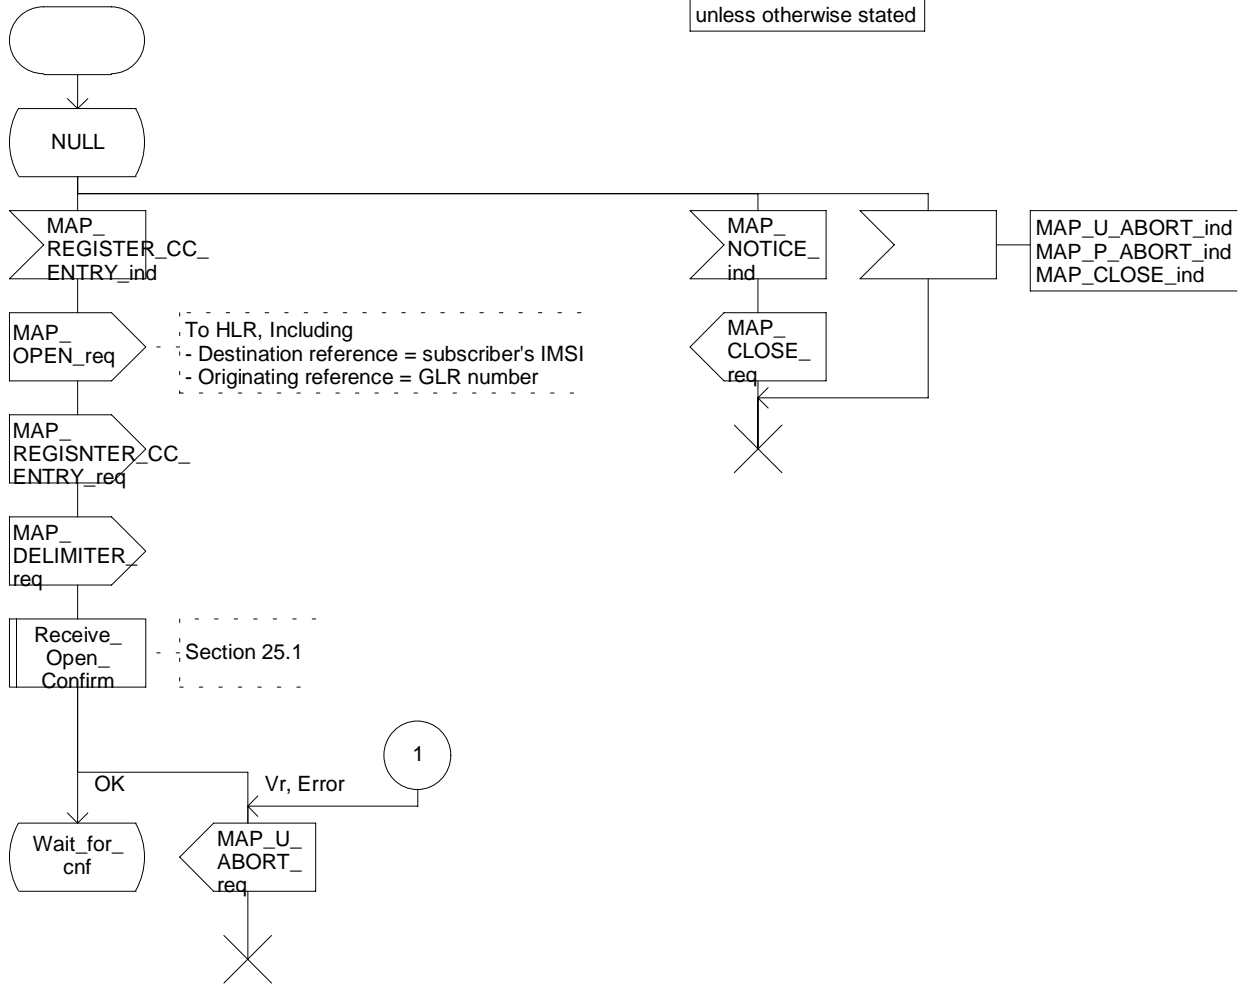 unless otherwise stated
NULL
MAP_
REGISTER_CC_
ENTRY_ind
MAP_
NOTICE_
ind
MAP_U_ABORT_ind
MAP_P_ABORT_ind
MAP_CLOSE_ind
MAP_
OPEN_req
To HLR, Including
- Destination reference = subscriber's IMSI
- Originating reference = GLR number
MAP_
CLOSE_
req
MAP_
REGISNTER_CC_
ENTRY_req
MAP_
DELIMITER_
req
Receive_
Open_
Confirm
Section 25.1
1
OK
Vr, Error
Wait_for_
cnf
MAP_U_
ABORT_
req